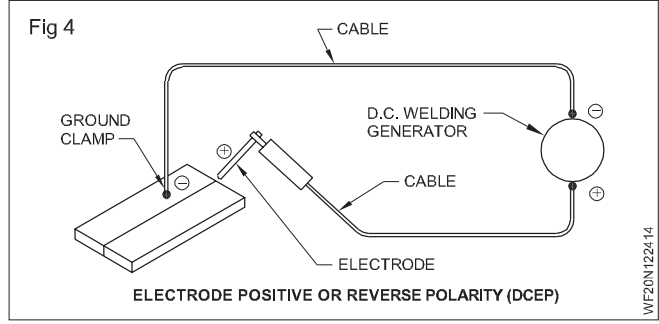 Fig 4
CABLE
GROUND
CLAMP
D.C. WELDING
GENERATOR
CABLE
ELECTRODE
ELECTRODE POSITIVE OR REVERSE POLARITY (DCEP)
WF20N122414